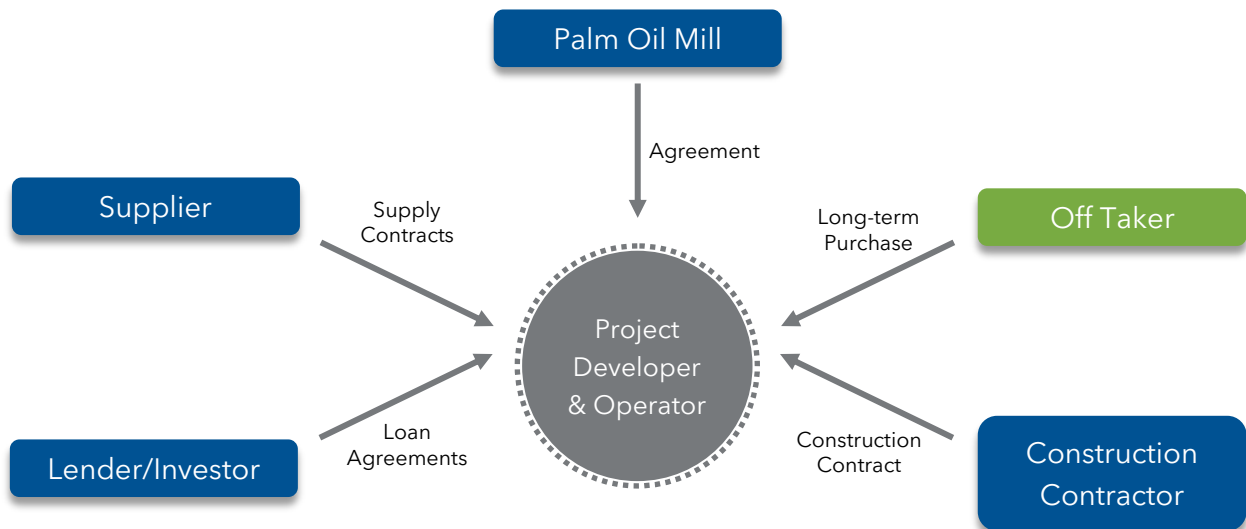 Palm Oil Mill
Agreement
Supplier
Supply
Contracts
Long-term
Purchase
Off Taker
Project
Developer
& Operator
Lender/Investor
Loan
Agreements
Construction
Contract
Construction
Contractor